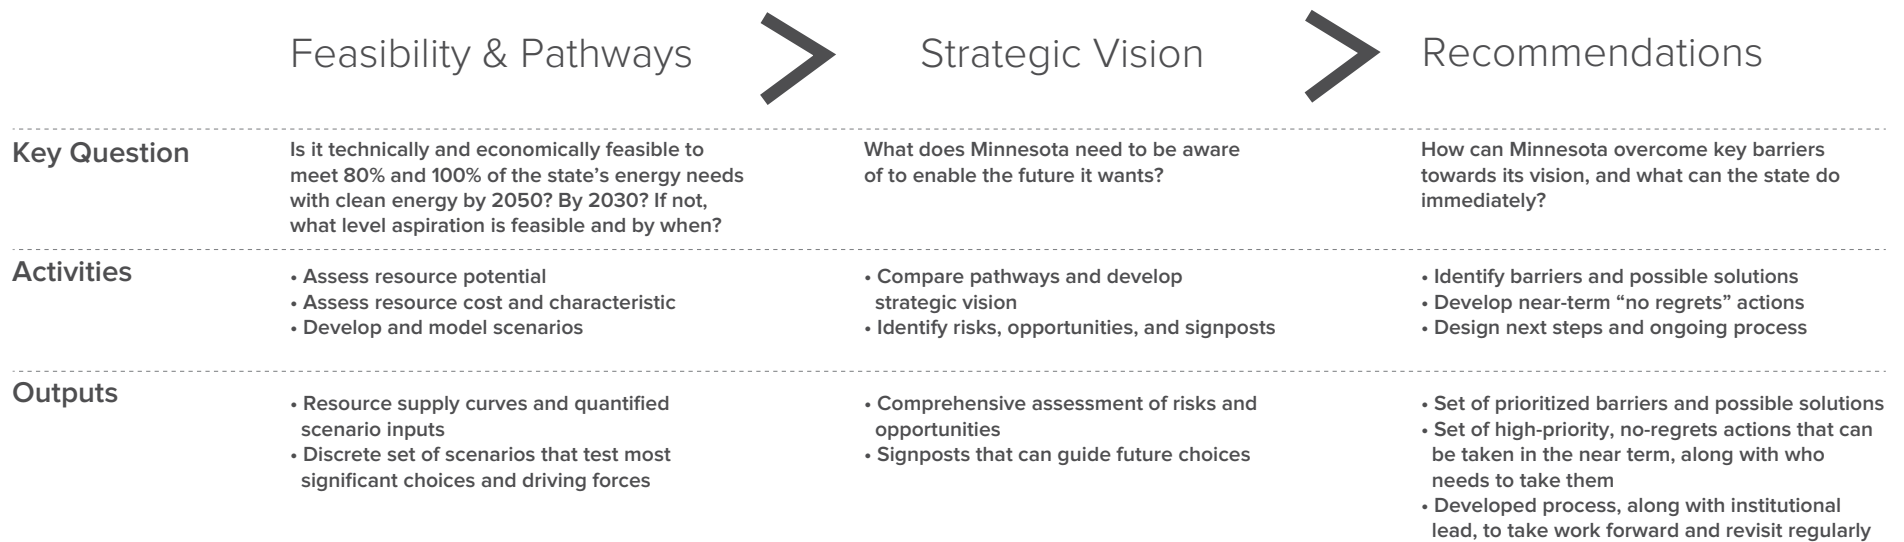 Feasibility & Pathways
Strategic Vision
Recommendations
Key Question
Is it technically and economically feasible to
meet 80% and 100% of the state’s energy needs
with clean energy by 2050? By 2030? If not,
what level aspiration is feasible and by when?
What does Minnesota need to be aware
of to enable the future it wants?
How can Minnesota overcome key barriers
towards its vision, and what can the state do
immediately?
Activities
• Assess resource potential
• Assess resource cost and characteristic
• Develop and model scenarios
• Compare pathways and develop
strategic vision
• Identify risks, opportunities, and signposts
• Identify barriers and possible solutions
• Develop near-term “no regrets” actions
• Design next steps and ongoing process
Outputs
• Resource supply curves and quantified
scenario inputs
• Discrete set of scenarios that test most
significant choices and driving forces
• Comprehensive assessment of risks and
opportunities
• Signposts that can guide future choices
• Set of prioritized barriers and possible solutions
• Set of high-priority, no-regrets actions that can
be taken in the near term, along with who
needs to take them
• Developed process, along with institutional
lead, to take work forward and revisit regularly